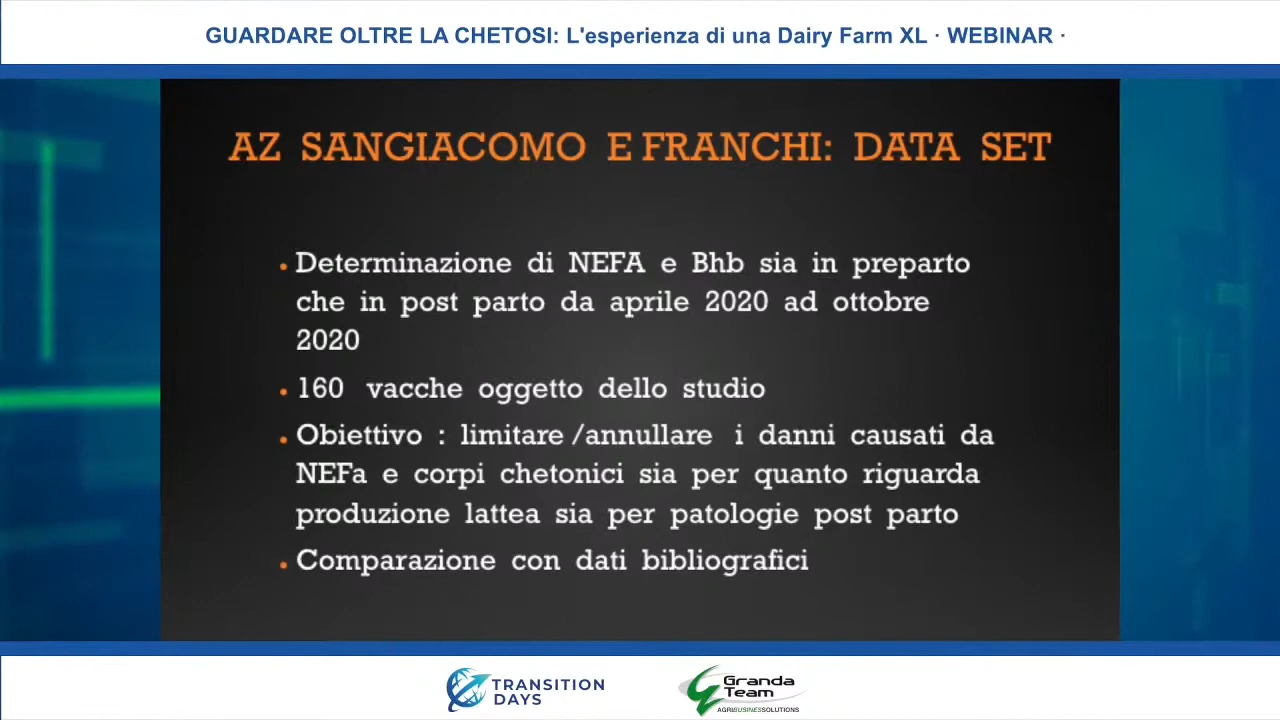 GUARDARE OLTRE LA CHETOSI: L'esperienza di una Dairy Farm XL · WEBINAR ·
AZ SANGIACOMO E FRANCHI: DATA SET
• Determinazione di NEFA e Bhb sia in preparto
che in post parto da aprile 2020 ad ottobre
2020
• 160 vacche oggetto dello studio
• Obiettivo : limitare /annullare i danni causati da
NEFa e corpi chetonici sia per quanto riguarda
produzione lattea sia per patologie post parto
• Comparazione con dati bibliografici
TRANSITION
DAYS
Granda
Team
AGRIBUSINESSOLUTIONS